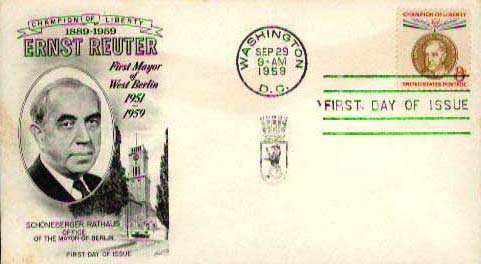 CHAMPION OF LIBERTY
1889-1959
ERNST REUTER
First Mayor
of
West Berlin
1951
1959
SCHÖNEBERGER RATHAUS
OFFICE
OF THE MAYOR OF BERLIN
FIRST DAY OF ISSUE
WASHINGTON
SEP 29
9-AM
1959
D.C.
CHAMPION OF LIBERTY
8¢
UNITED STATES POSTAGE
FIRST DAY OF ISSUE